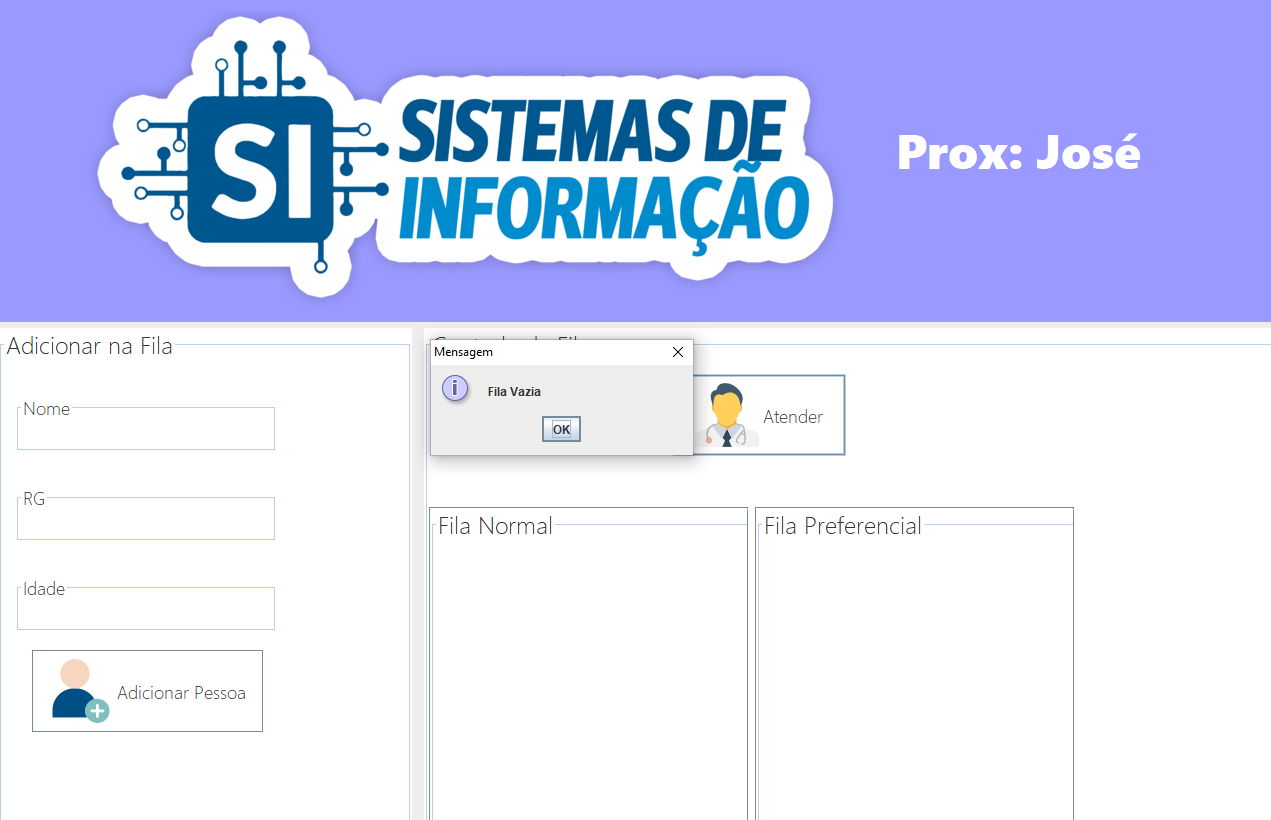 SI
SISTEMAS DE
INFORMAÇÃO
Prox: José
Adicionar na Fila
Nome
RG
Idade
Adicionar Pessoa
Mensagem
Fila Vazia
OK
Atender
Fila Normal
Fila Preferencial